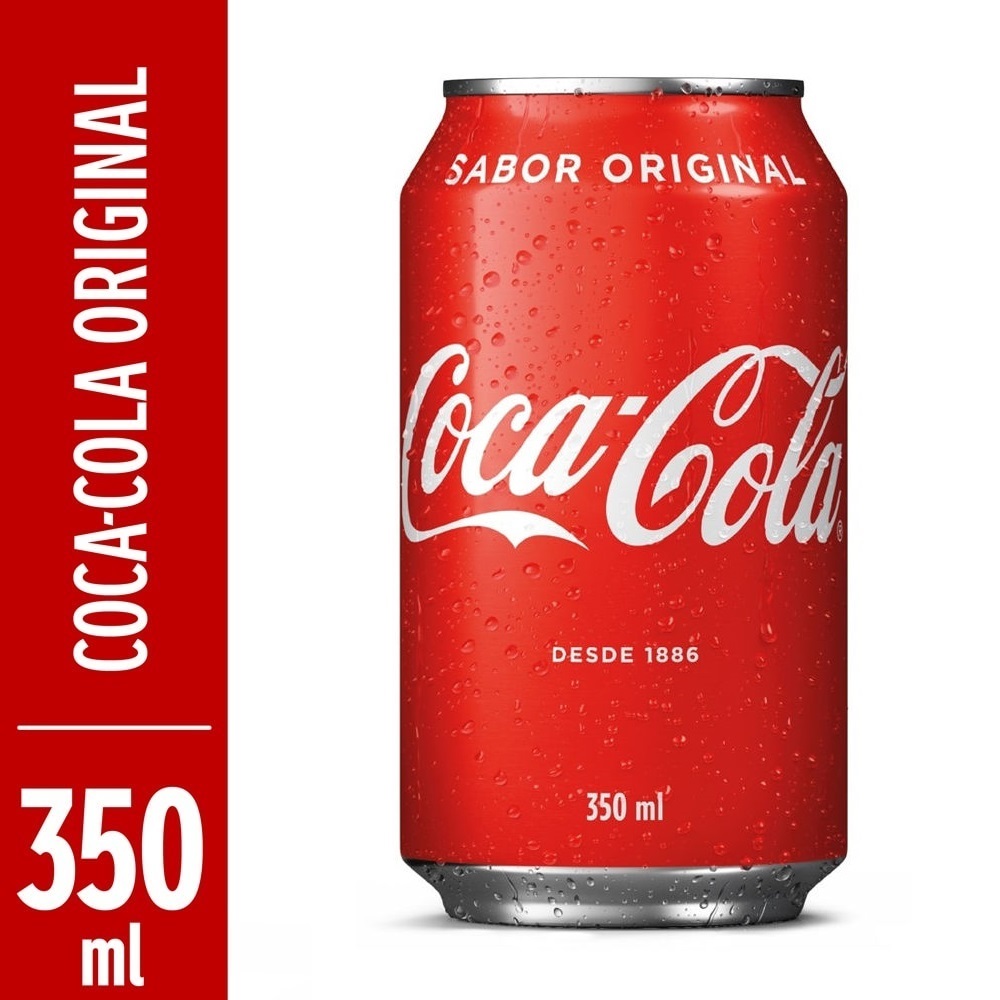 COCA-COLA ORIGINAL
350
ml
SABOR ORIGINAL
Coca-Cola
DESDE 1886
350 ml